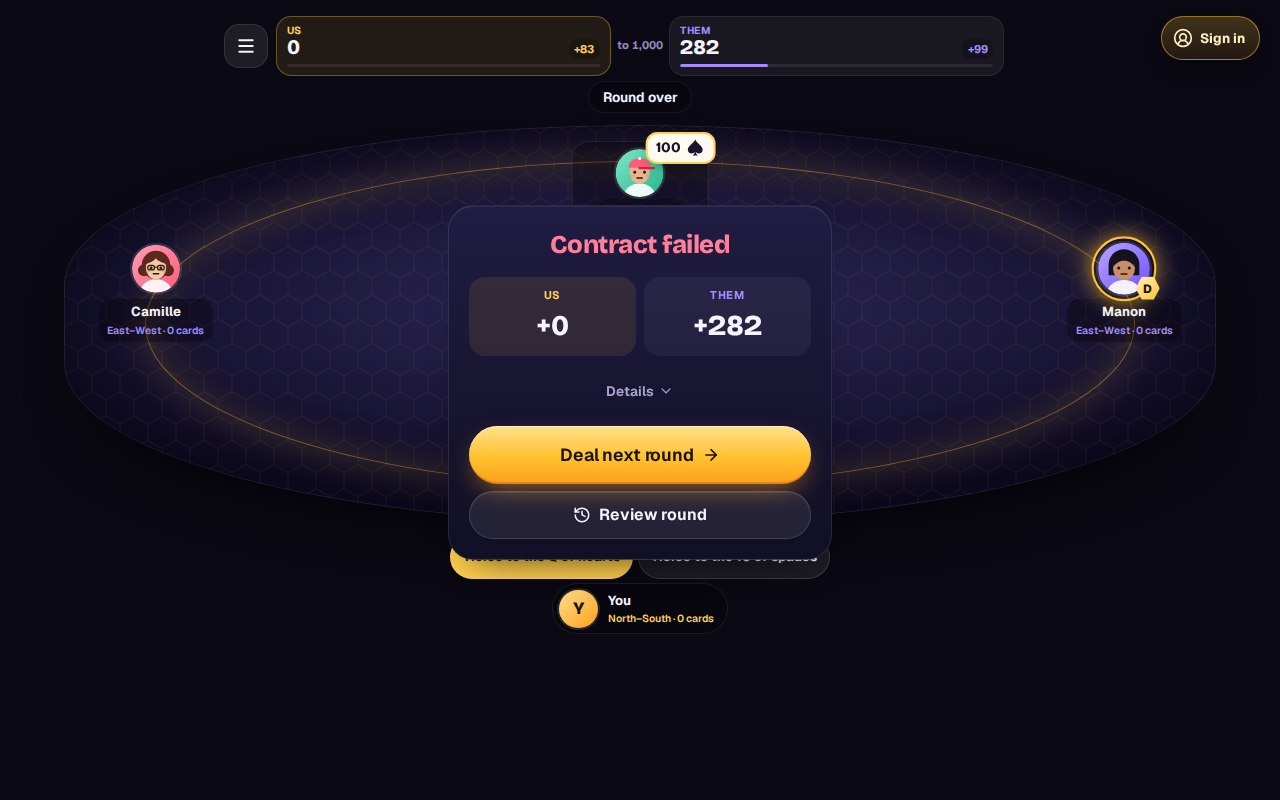 US
0
+83
to 1,000
THEM
282
+99
Sign in
Round over
100
Contract failed
US
+0
THEM
+282
Camille
East–West · 0 cards
D
Manon
East–West · 0 cards
Details
Deal next round
Review round
Y
You
North–South · 0 cards